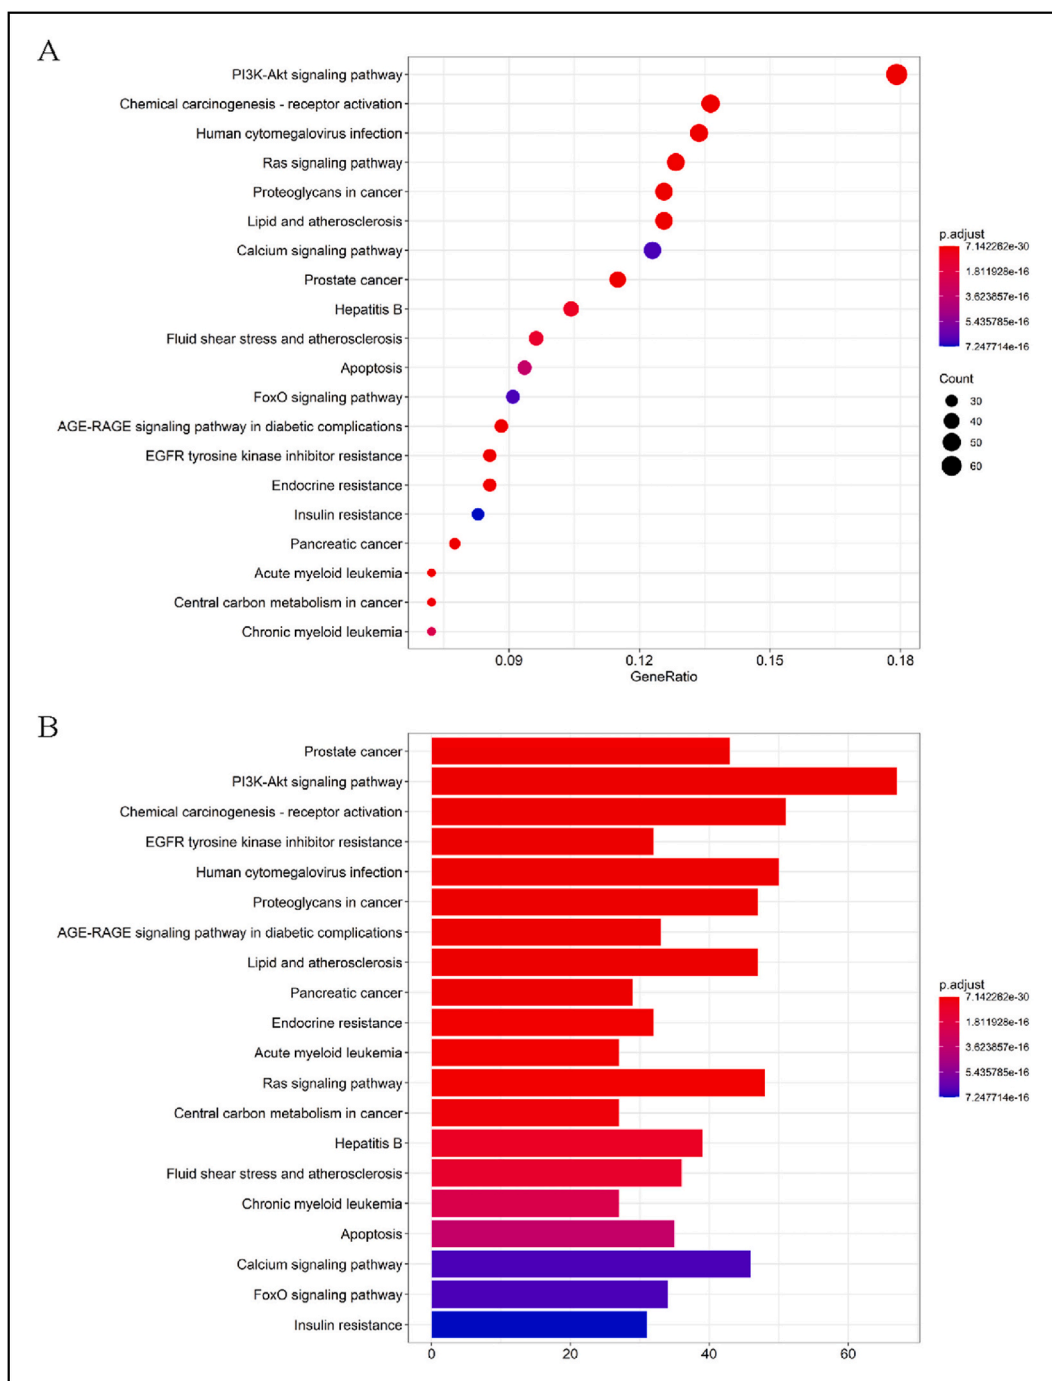 A
PI3K-Akt signaling pathway
Chemical carcinogenesis - receptor activation
Human cytomegalovirus infection
Ras signaling pathway
Proteoglycans in cancer
Lipid and atherosclerosis
Calcium signaling pathway
Prostate cancer
Hepatitis B
Fluid shear stress and atherosclerosis
Apoptosis
FoxO signaling pathway
AGE-RAGE signaling pathway in diabetic complications
EGFR tyrosine kinase inhibitor resistance
Endocrine resistance
Insulin resistance
Pancreatic cancer
Acute myeloid leukemia
Central carbon metabolism in cancer
Chronic myeloid leukemia
0.09 0.12 0.15 0.18
GeneRatio
p.adjust
7.142262e-30
1.811928e-16
3.623857e-16
5.435785e-16
7.247714e-16
Count
30
40
50
60
B
Prostate cancer
PI3K-Akt signaling pathway
Chemical carcinogenesis - receptor activation
EGFR tyrosine kinase inhibitor resistance
Human cytomegalovirus infection
Proteoglycans in cancer
AGE-RAGE signaling pathway in diabetic complications
Lipid and atherosclerosis
Pancreatic cancer
Endocrine resistance
Acute myeloid leukemia
Ras signaling pathway
Central carbon metabolism in cancer
Hepatitis B
Fluid shear stress and atherosclerosis
Chronic myeloid leukemia
Apoptosis
Calcium signaling pathway
FoxO signaling pathway
Insulin resistance
0 20 40 60
p.adjust
7.142262e-30
1.811928e-16
3.623857e-16
5.435785e-16
7.247714e-16